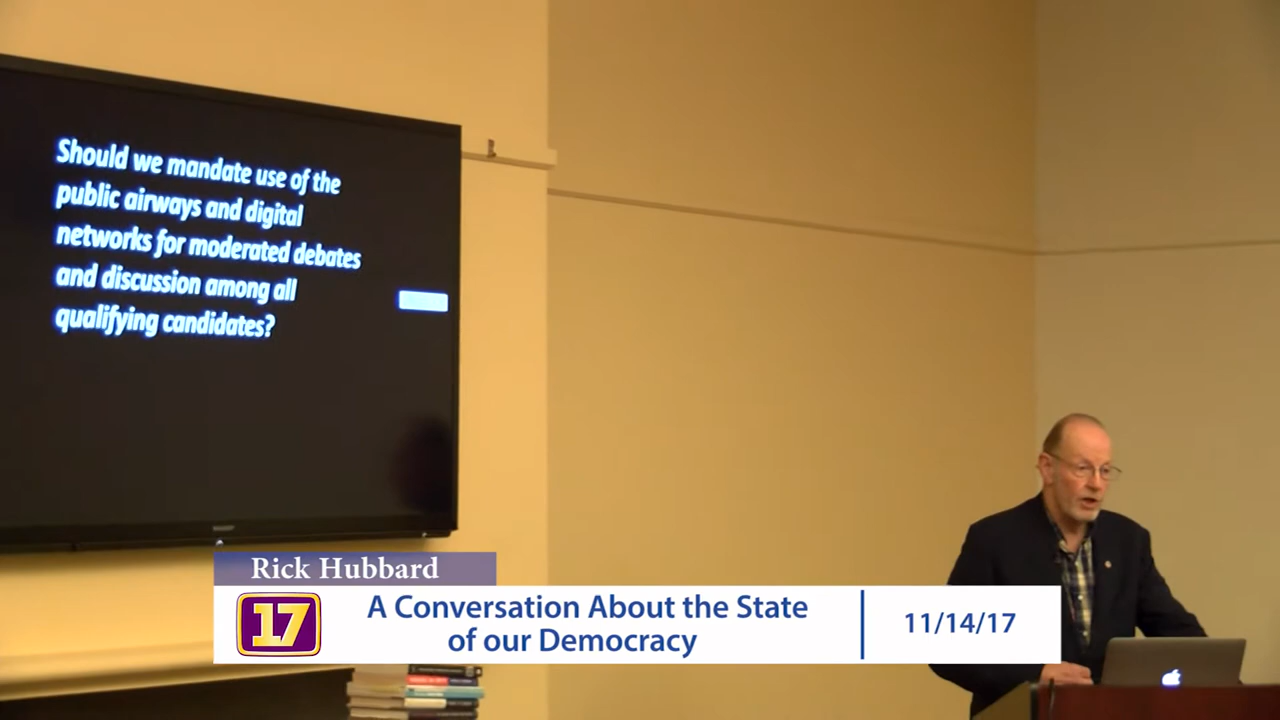 Should we mandate use of the
public airways and digital
networks for moderated debates
and discussion among all
qualifying candidates?
Rick Hubbard
17
A Conversation About the State
of our Democracy
11/14/17